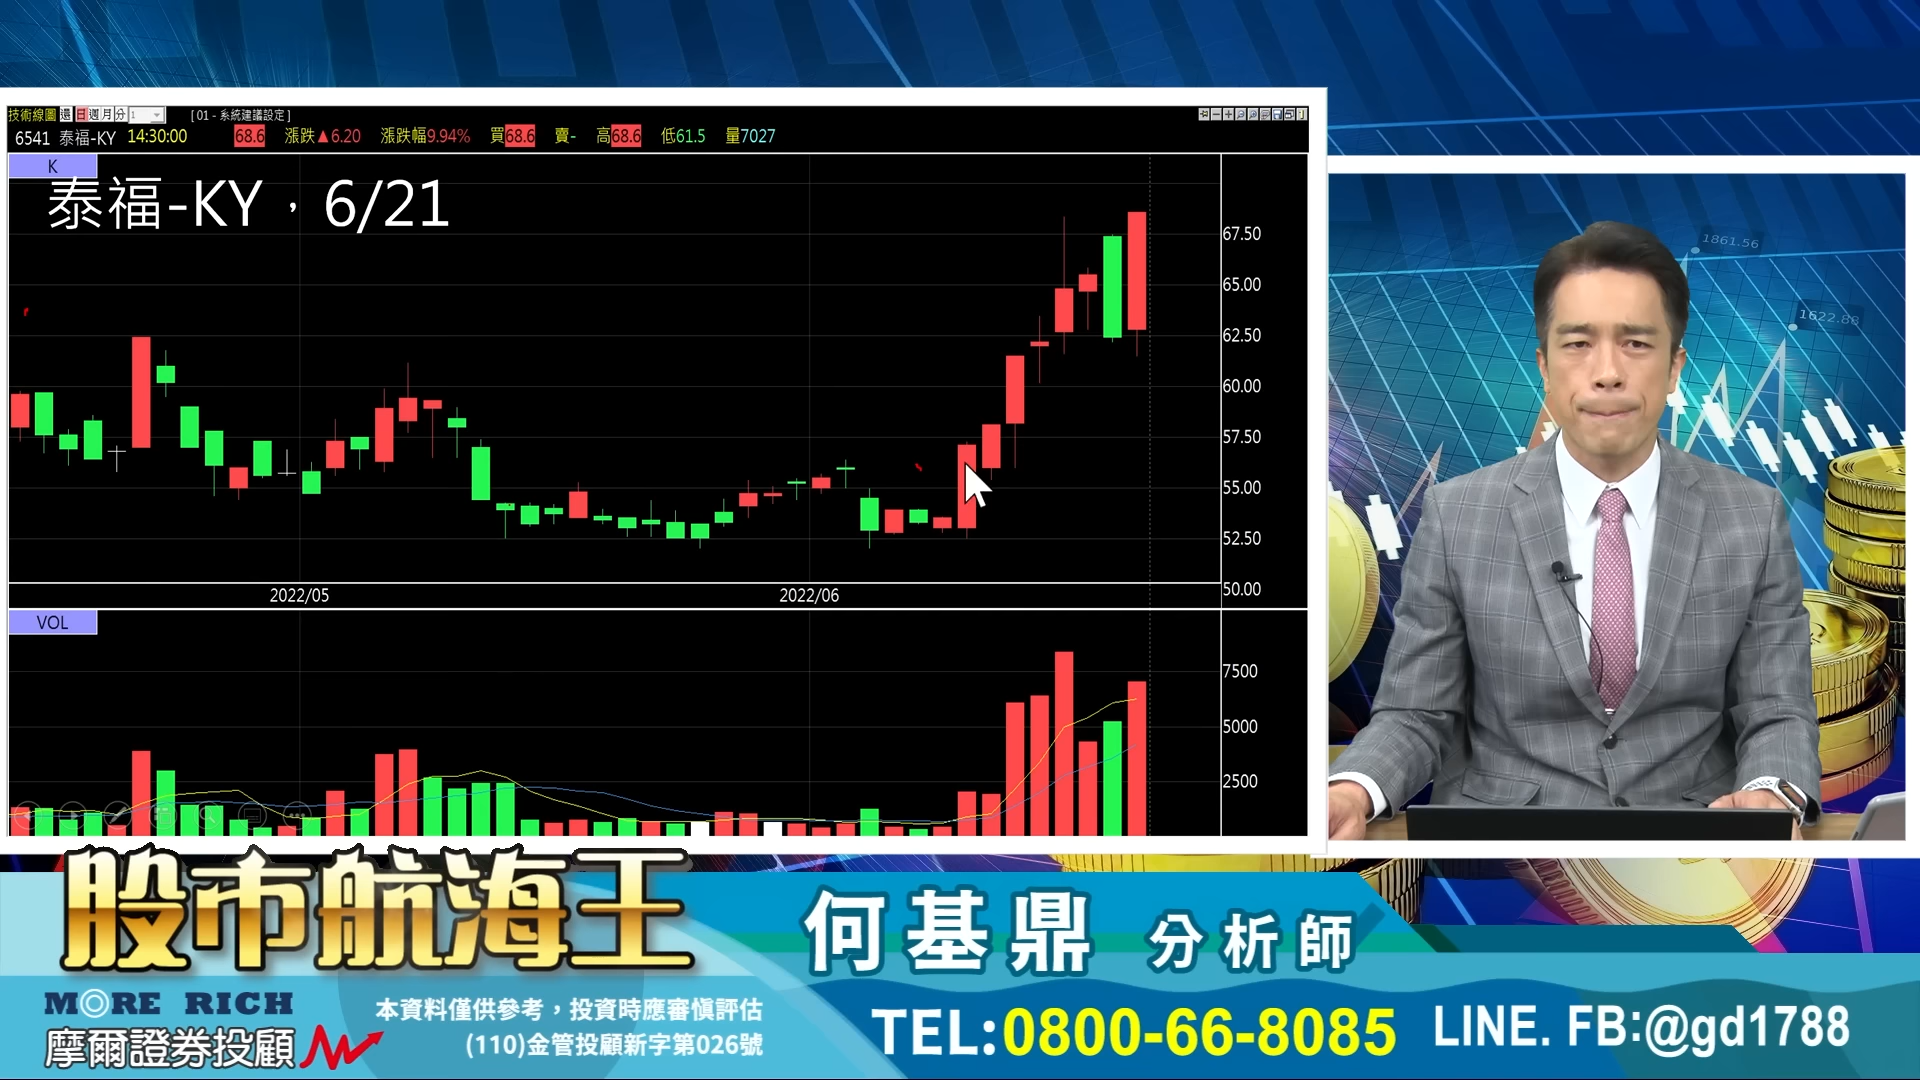 技術線圖 還 日 週 月 分 1 [ 01 - 系統建議設定 ]
6541 泰福-KY 14:30:00 68.6 漲跌▲6.20 漲跌幅9.94% 買68.6 賣- 高68.6 低61.5 量7027
K
泰福-KY，6/21
67.50
65.00
62.50
60.00
57.50
55.00
52.50
50.00
2022/05 2022/06
VOL
7500
5000
2500
1861.56
1622.88
股市航海王
何基鼎 分析師
MORE RICH
摩爾證券投顧
本資料僅供參考，投資時應審慎評估
(110)金管投顧新字第026號
TEL:0800-66-8085
LINE. FB:@gd1788